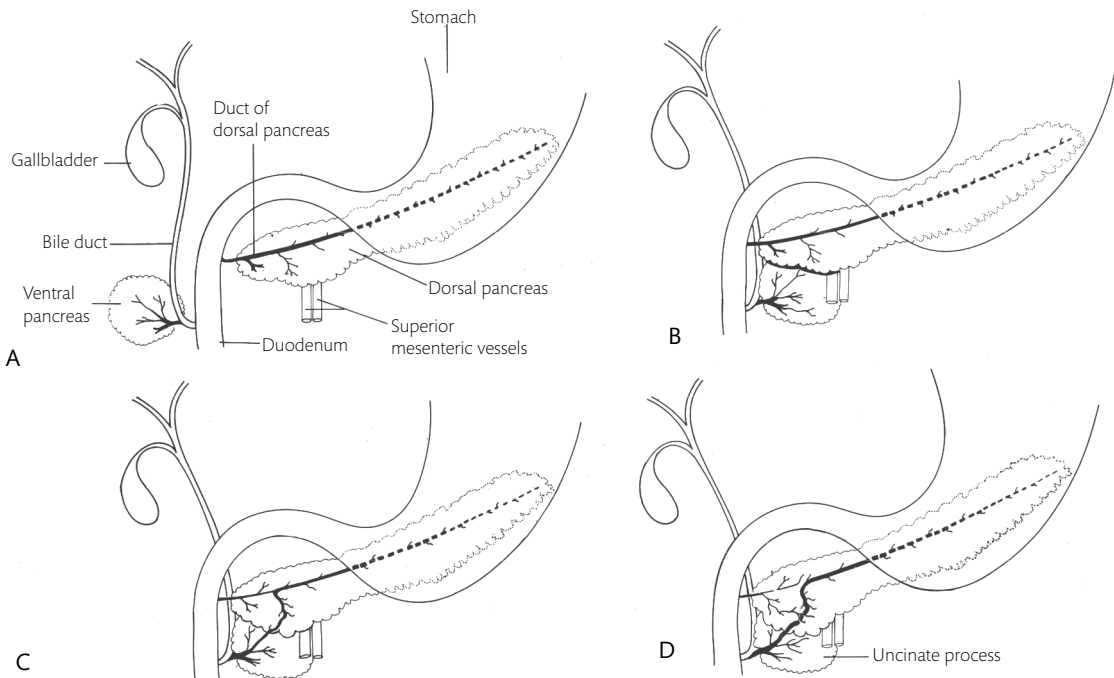 Stomach
Duct of
dorsal pancreas
Gallbladder
Bile duct
Ventral
pancreas
Dorsal pancreas
Superior
mesenteric vessels
Duodenum
A
B
C
D
Uncinate process